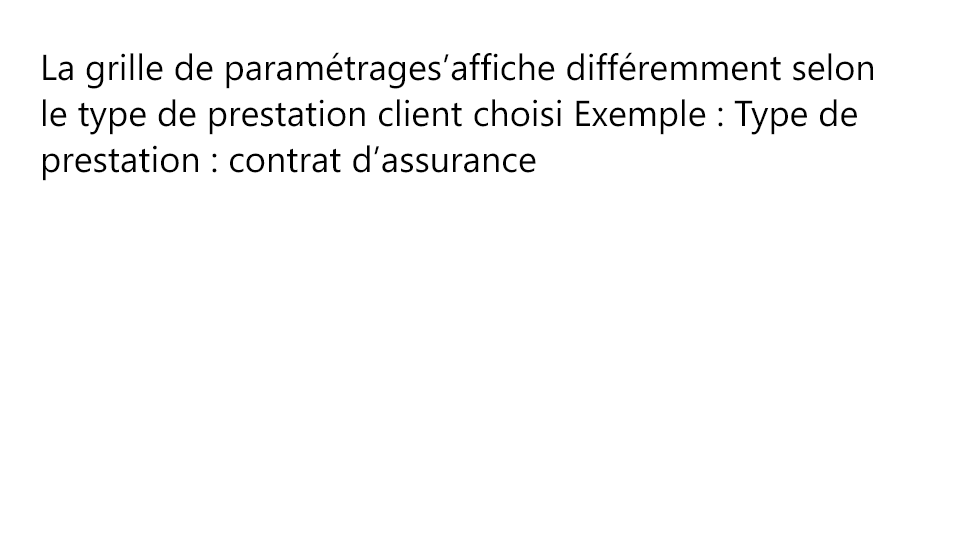 La grille de paramétrages’affiche différemment selon
le type de prestation client choisi Exemple : Type de
prestation : contrat d’assurance